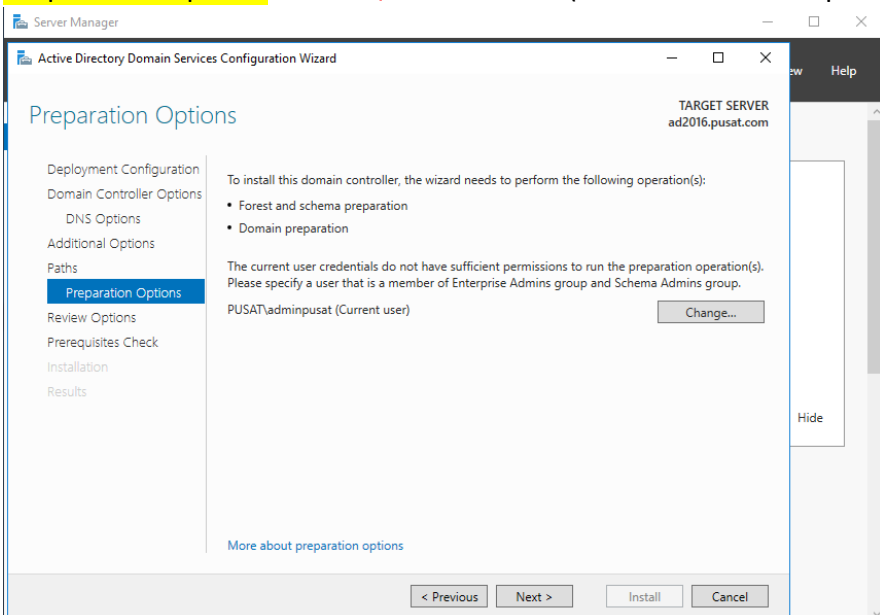 Server Manager
Active Directory Domain Services Configuration Wizard
ew Help
Preparation Options
TARGET SERVER
ad2016.pusat.com
Deployment Configuration
Domain Controller Options
DNS Options
Additional Options
Paths
Preparation Options
Review Options
Prerequisites Check
Installation
Results
To install this domain controller, the wizard needs to perform the following operation(s):
• Forest and schema preparation
• Domain preparation
The current user credentials do not have sufficient permissions to run the preparation operation(s).
Please specify a user that is a member of Enterprise Admins group and Schema Admins group.
PUSAT\adminpusat (Current user)
Change...
Hide
More about preparation options
< Previous
Next >
Install
Cancel